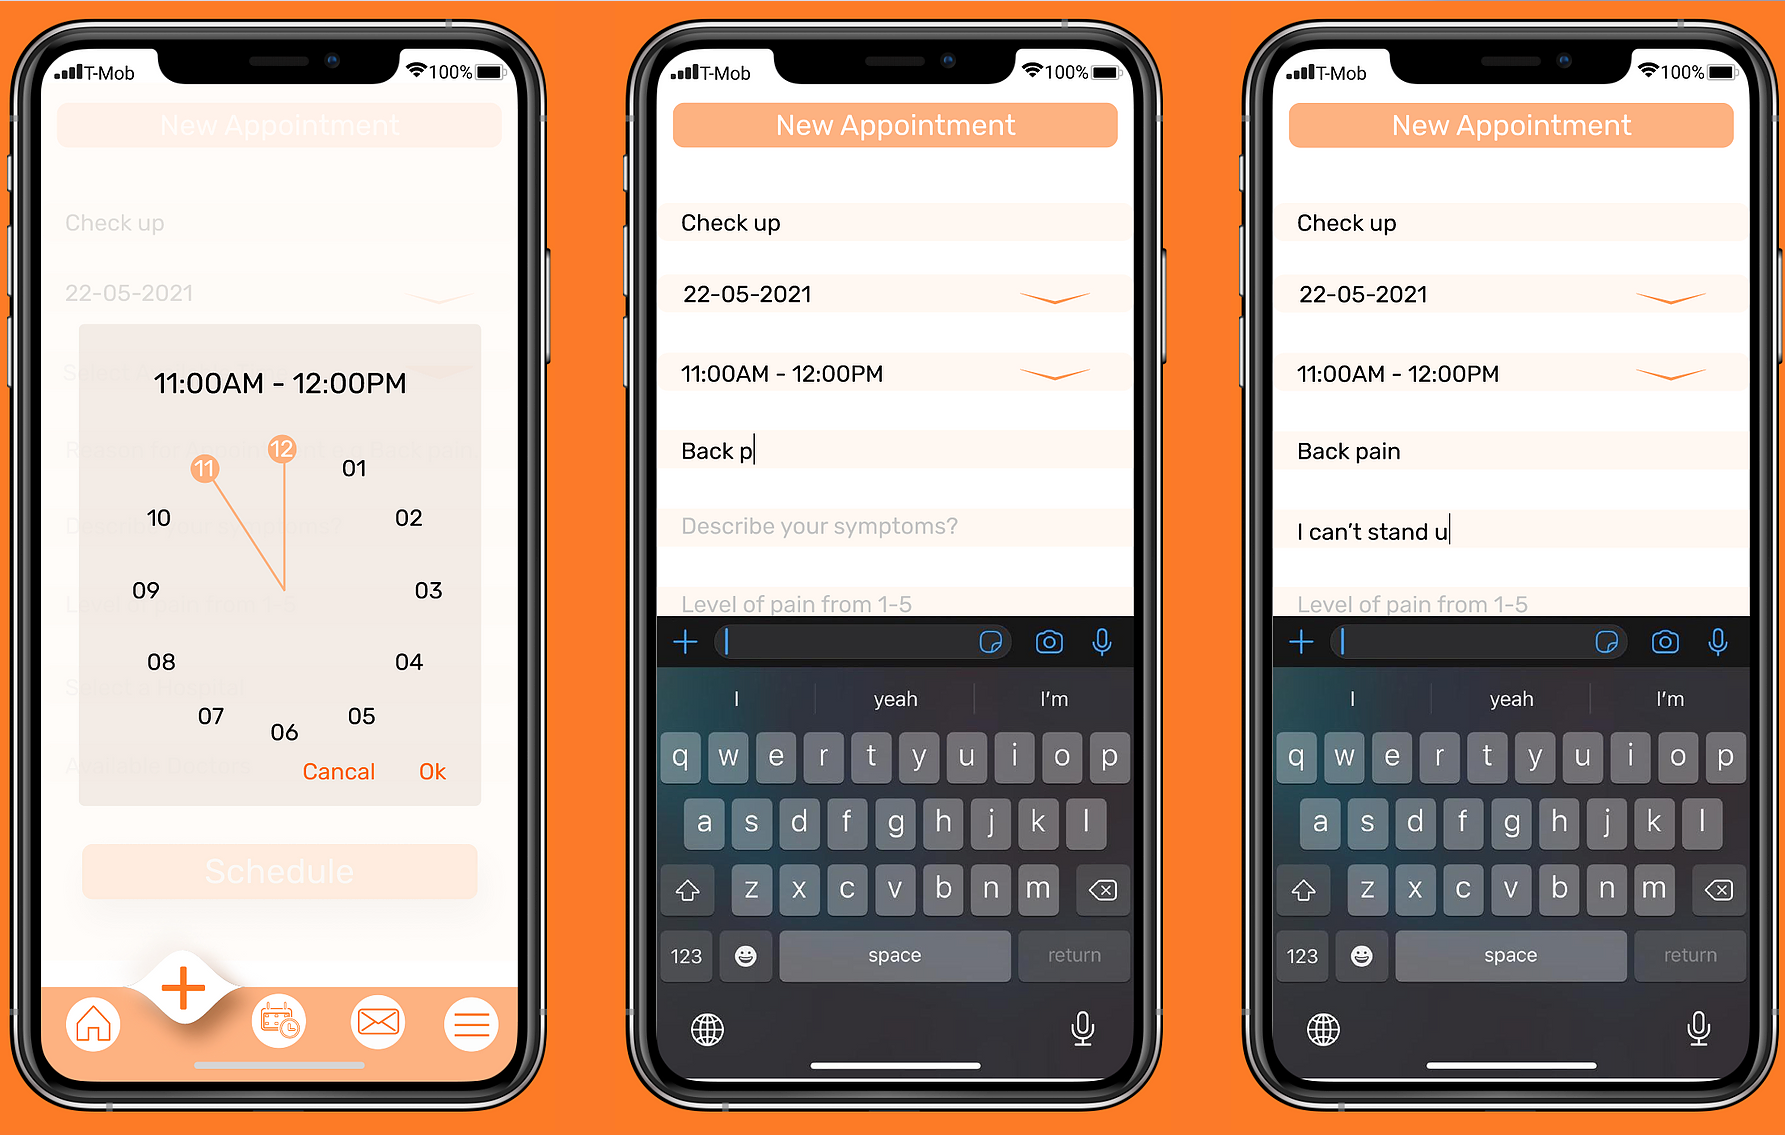 T-Mob 100%
New Appointment
Check up
22-05-2021
Select Available Time
11:00AM - 12:00PM
Reason for Appointment e.g Back pain
12
11
01
10
02
Describe your symptoms?
09
03
Level of pain from 1-5
08
04
Select a Hospital
07
05
06
Available Doctors
Cancal Ok
Schedule
T-Mob 100%
New Appointment
Check up
22-05-2021
11:00AM - 12:00PM
Back p
Describe your symptoms?
Level of pain from 1-5
I yeah I'm
q w e r t y u i o p
a s d f g h j k l
z x c v b n m
123 space return
T-Mob 100%
New Appointment
Check up
22-05-2021
11:00AM - 12:00PM
Back pain
I can't stand u
Level of pain from 1-5
I yeah I'm
q w e r t y u i o p
a s d f g h j k l
z x c v b n m
123 space return